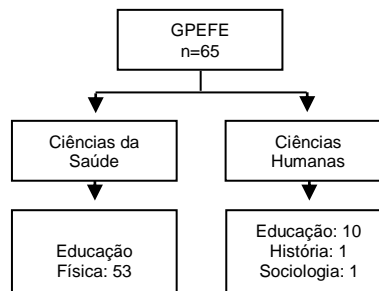 GPEFE
n=65
Ciências da
Saúde
Ciências
Humanas
Educação
Física: 53
Educação: 10
História: 1
Sociologia: 1